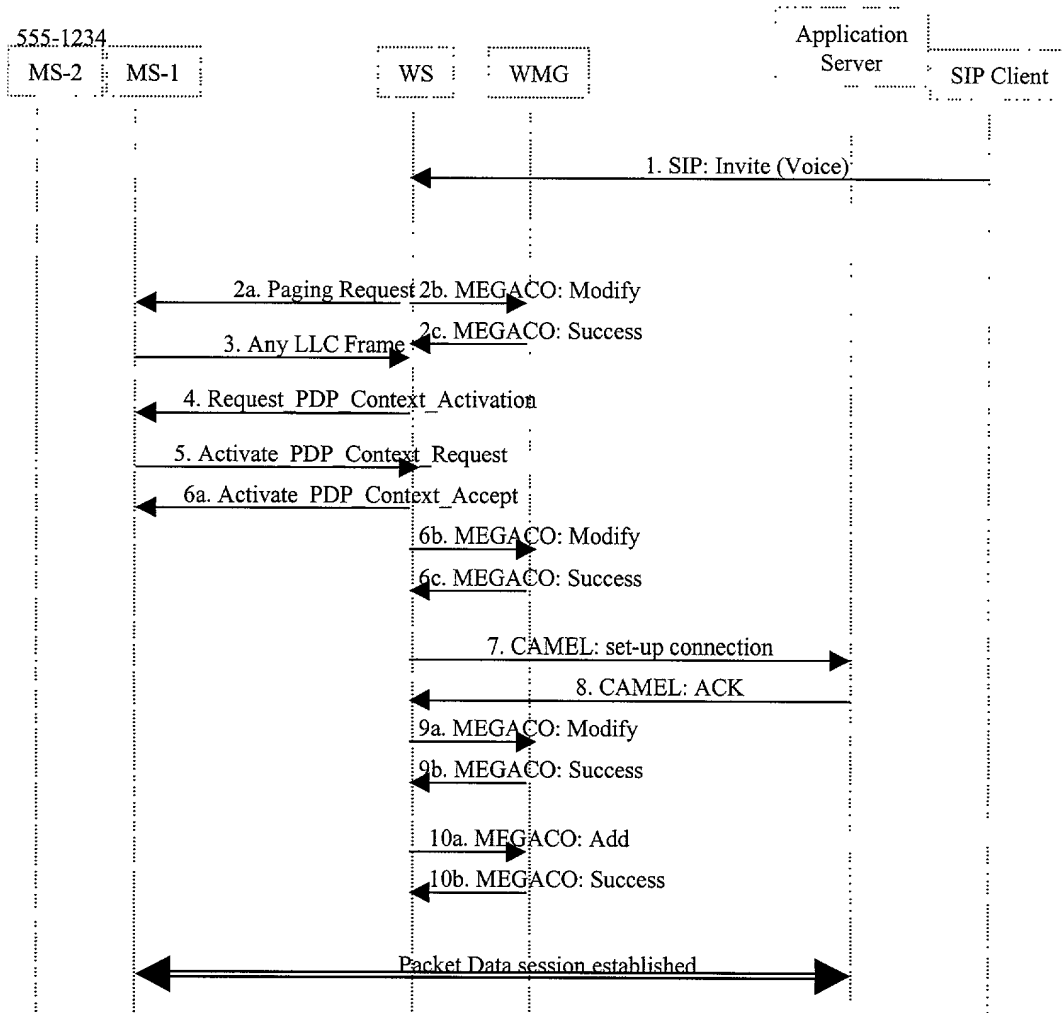 555-1234
MS-2
MS-1
WS
WMG
Application
Server
SIP Client
1. SIP: Invite (Voice)
2a. Paging Request
2b. MEGACO: Modify
2c. MEGACO: Success
3. Any LLC Frame
4. Request_PDP_Context_Activation
5. Activate_PDP_Context_Request
6a. Activate_PDP_Context_Accept
6b. MEGACO: Modify
6c. MEGACO: Success
7. CAMEL: set-up connection
8. CAMEL: ACK
9a. MEGACO: Modify
9b. MEGACO: Success
10a. MEGACO: Add
10b. MEGACO: Success
Packet Data session established